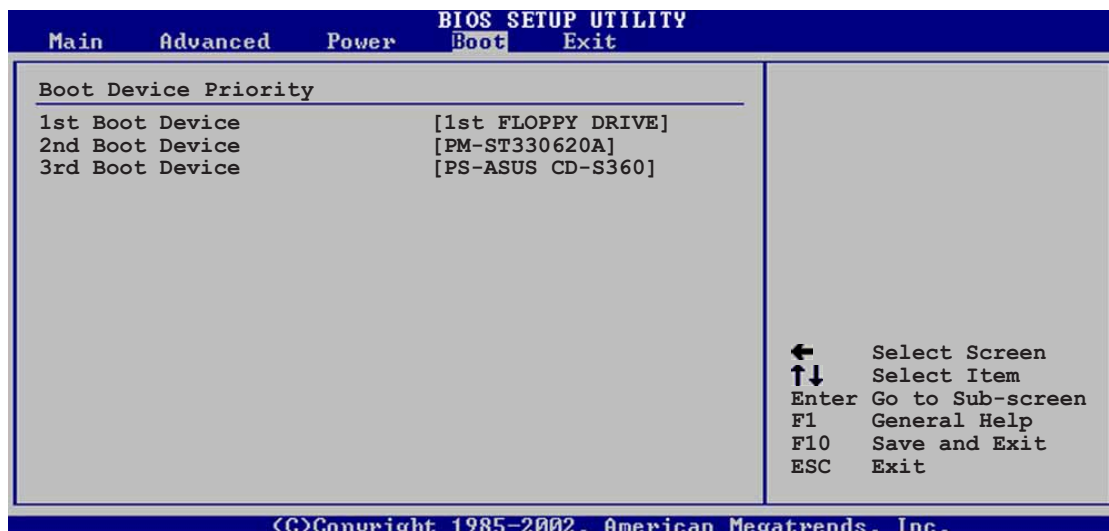 BIOS SETUP UTILITY
Main Advanced Power Boot Exit
Boot Device Priority
1st Boot Device [1st FLOPPY DRIVE]
2nd Boot Device [PM-ST330620A]
3rd Boot Device [PS-ASUS CD-S360]
← Select Screen
↑↓ Select Item
Enter Go to Sub-screen
F1 General Help
F10 Save and Exit
ESC Exit
(C)Copyright 1985-2002, American Megatrends, Inc.